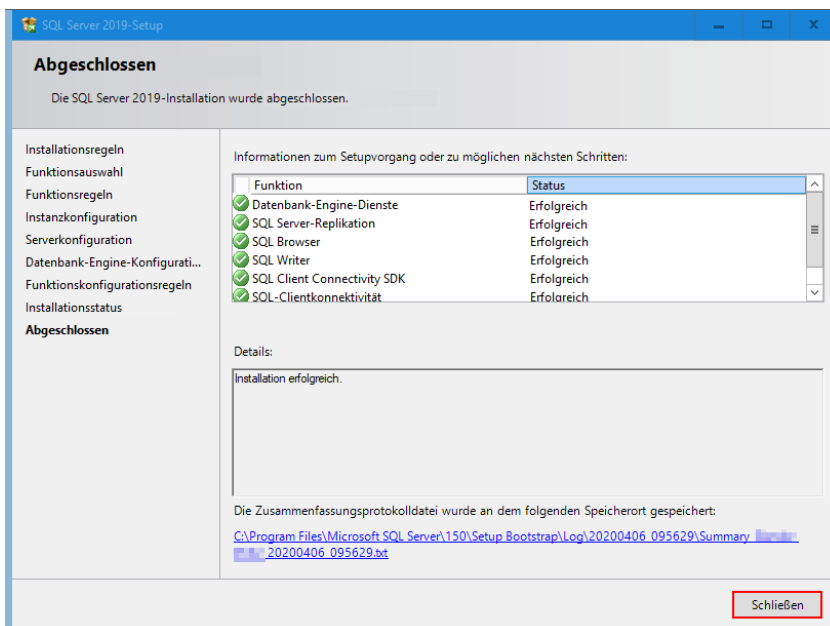 SQL Server 2019-Setup
Abgeschlossen
Die SQL Server 2019-Installation wurde abgeschlossen.
Installationsregeln
Funktionsauswahl
Funktionsregeln
Instanzkonfiguration
Serverkonfiguration
Datenbank-Engine-Konfigurati...
Funktionskonfigurationsregeln
Installationsstatus
Abgeschlossen
Informationen zum Setupvorgang oder zu möglichen nächsten Schritten:
Funktion Status
Datenbank-Engine-Dienste Erfolgreich
SQL Server-Replikation Erfolgreich
SQL Browser Erfolgreich
SQL Writer Erfolgreich
SQL Client Connectivity SDK Erfolgreich
SQL-Clientkonnektivität Erfolgreich
Details:
Installation erfolgreich.
Die Zusammenfassungsprotokolldatei wurde an dem folgenden Speicherort gespeichert:
C:\Program Files\Microsoft SQL Server\150\Setup Bootstrap\Log\20200406_095629\Summary_
_20200406_095629.txt
Schließen